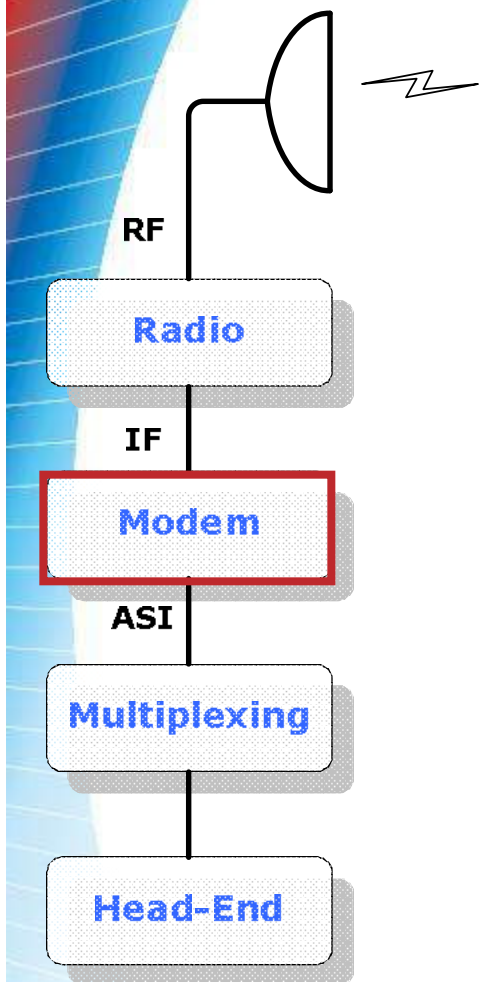 RF
Radio
IF
Modem
ASI
Multiplexing
Head-End